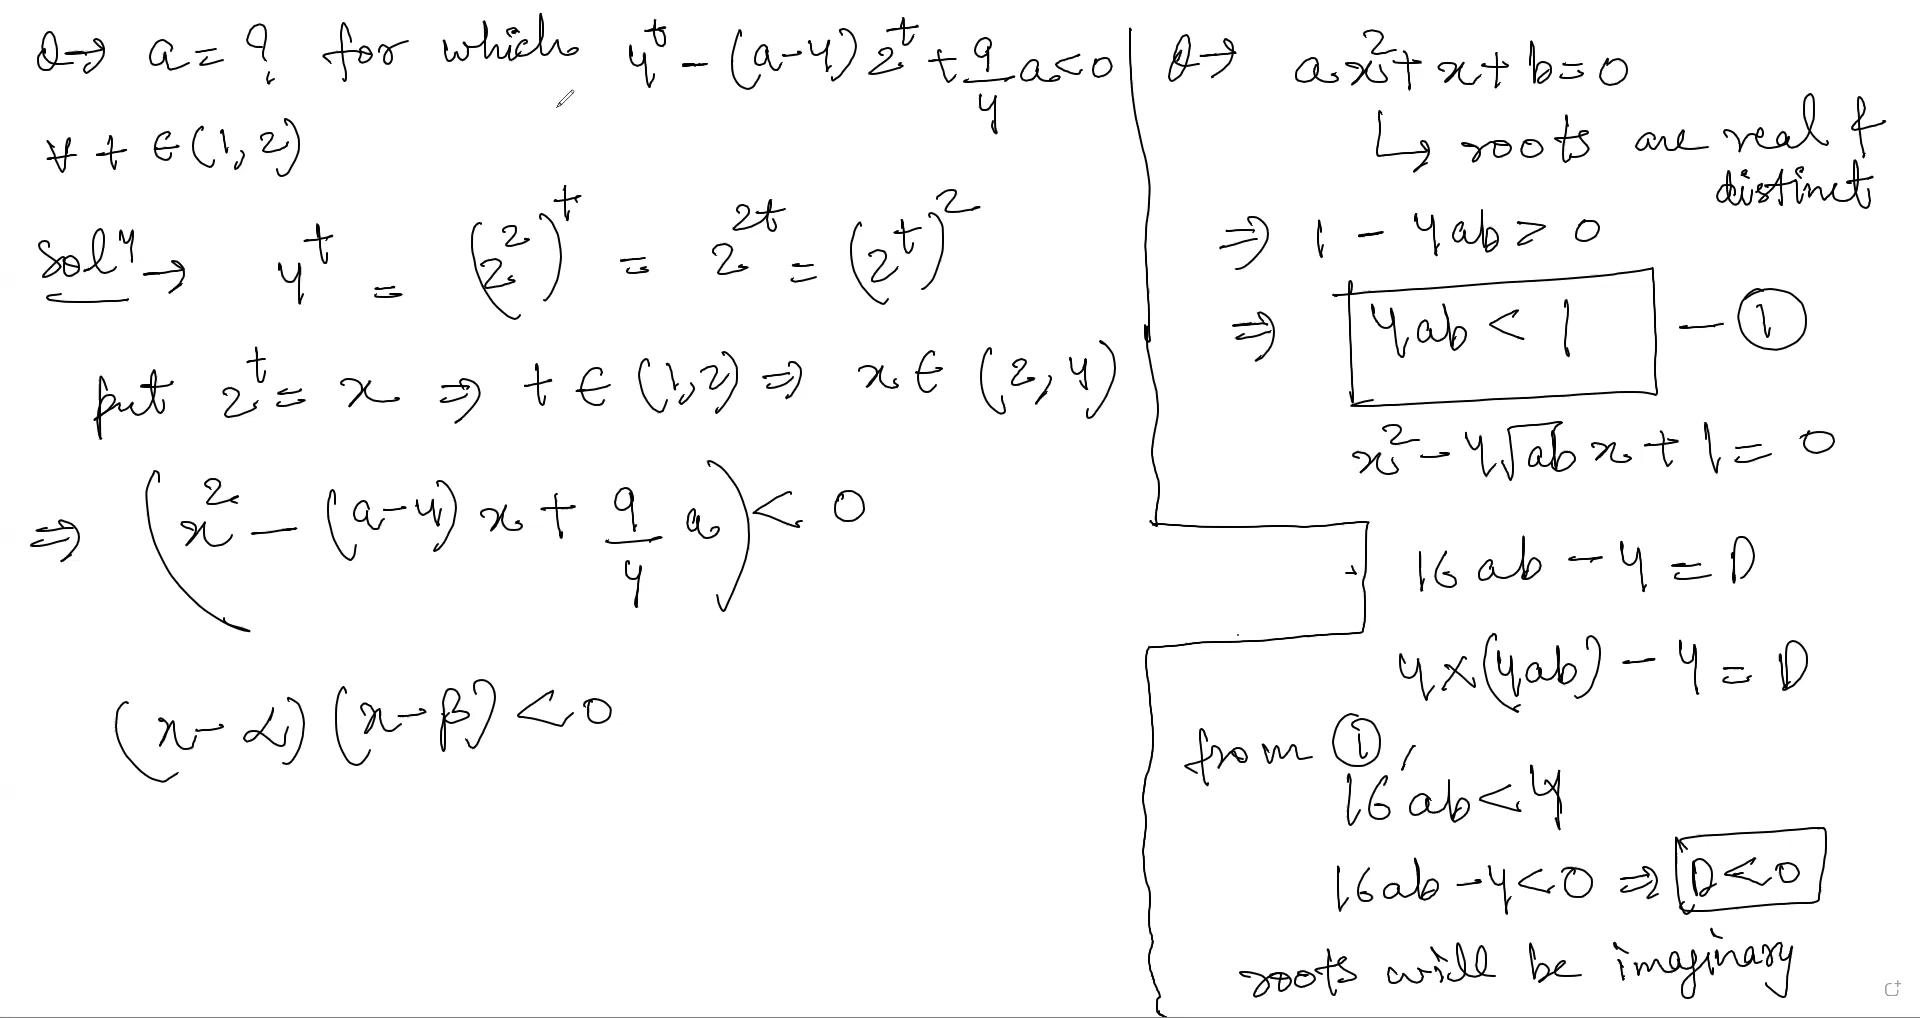 Q→ a = ? for which 4^t - (a-4) 2^t + 9/4 a < 0
∀ t ∈ (1, 2)
Sol^n → 4^t = (2^2)^t = 2^{2t} = (2^t)^2
put 2^t = x ⇒ t ∈ (1, 2) ⇒ x ∈ (2, 4)
⇒ (x^2 - (a-4) x + 9/4 a) < 0
(x - α) (x - β) < 0
Q→ ax^2 + x + b = 0
↳ roots are real &
distinct
⇒ 1 - 4ab > 0
⇒ 4ab < 1 — ①
x^2 - 4√ab x + 1 = 0
16 ab - 4 = D
4 × (4ab) - 4 = D
from ①,
16 ab < 4
16 ab - 4 < 0 ⇒ D < 0
roots will be imaginary